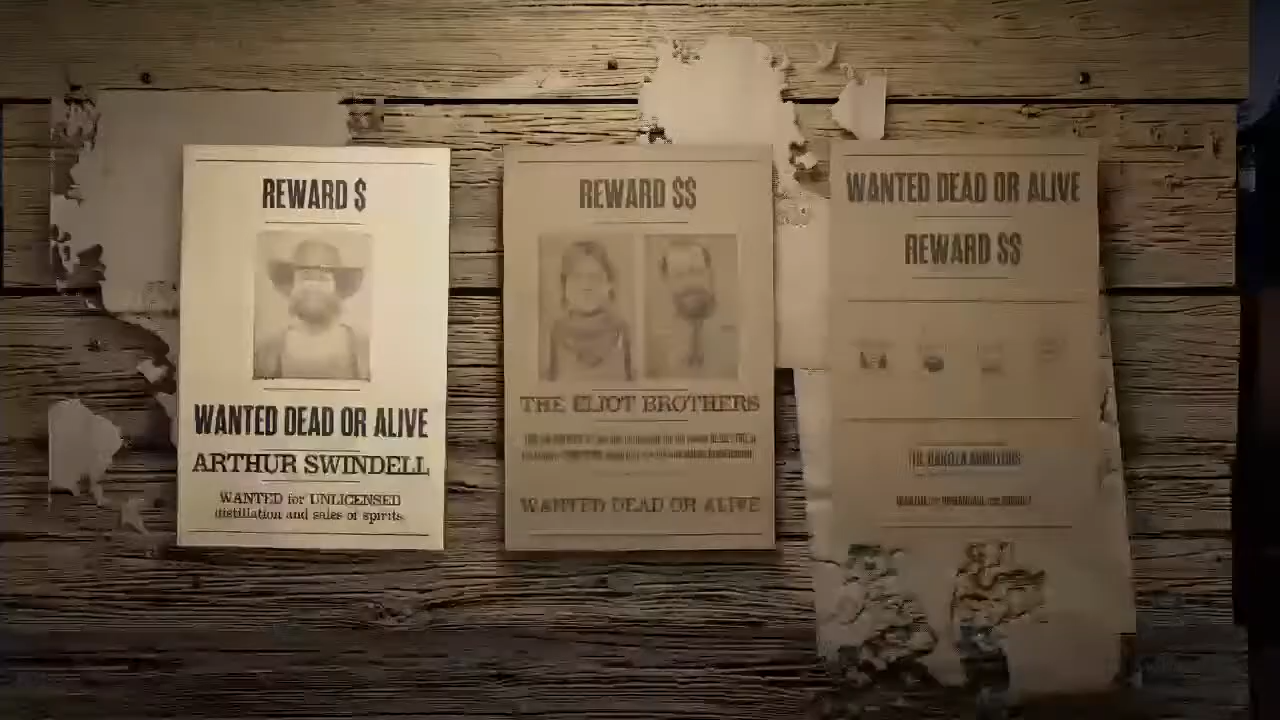 REWARD $
WANTED DEAD OR ALIVE
ARTHUR SWINDELL
WANTED for UNLICENSED
distillation and sales of spirits.
REWARD $$
THE ELIOT BROTHERS
WANTED DEAD OR ALIVE
WANTED DEAD OR ALIVE
REWARD $$